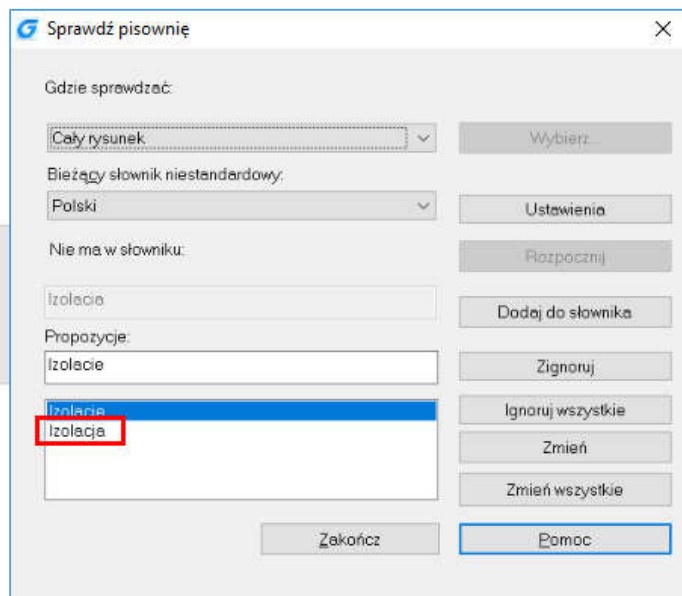 Sprawdź pisownię
Gdzie sprawdzać:
Cały rysunek
Wybierz...
Bieżący słownik niestandardowy:
Polski
Ustawienia
Nie ma w słowniku:
Rozpocznij
Izolacia
Dodaj do słownika
Propozycje:
Izolacie
Zignoruj
Izolacie
Ignoruj wszystkie
Izolacja
Zmień
Zmień wszystkie
Zakończ
Pomoc